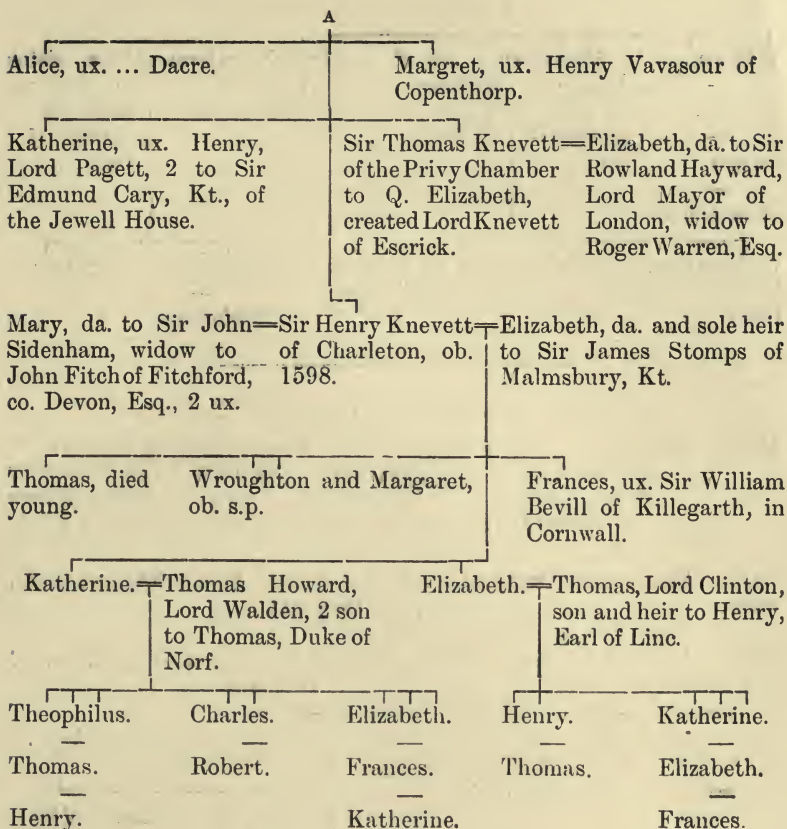 A
Alice, ux. ... Dacre.
Margret, ux. Henry Vavasour of
Copenthorp.
Katherine, ux. Henry,
Lord Pagett, 2 to Sir
Edmund Cary, Kt., of
the Jewell House.
Sir Thomas Knevett
of the Privy Chamber
to Q. Elizabeth,
created Lord Knevett
of Escrick.
Elizabeth, da. to Sir
Rowland Hayward,
Lord Mayor of
London, widow to
Roger Warren, Esq.
Mary, da. to Sir John
Sidenham, widow to
John Fitch of Fitchford,
co. Devon, Esq., 2 ux.
Sir Henry Knevett
of Charleton, ob.
1598.
Elizabeth, da. and sole heir
to Sir James Stomps of
Malmsbury, Kt.
Thomas, died
young.
Wroughton and Margaret,
ob. s.p.
Frances, ux. Sir William
Bevill of Killegarth, in
Cornwall.
Katherine.
Thomas Howard,
Lord Walden, 2 son
to Thomas, Duke of
Norf.
Elizabeth.
Thomas, Lord Clinton,
son and heir to Henry,
Earl of Linc.
Theophilus.
Thomas.
Henry.
Charles.
Robert.
Elizabeth.
Frances.
Katherine.
Henry.
Thomas.
Katherine.
Elizabeth.
Frances.